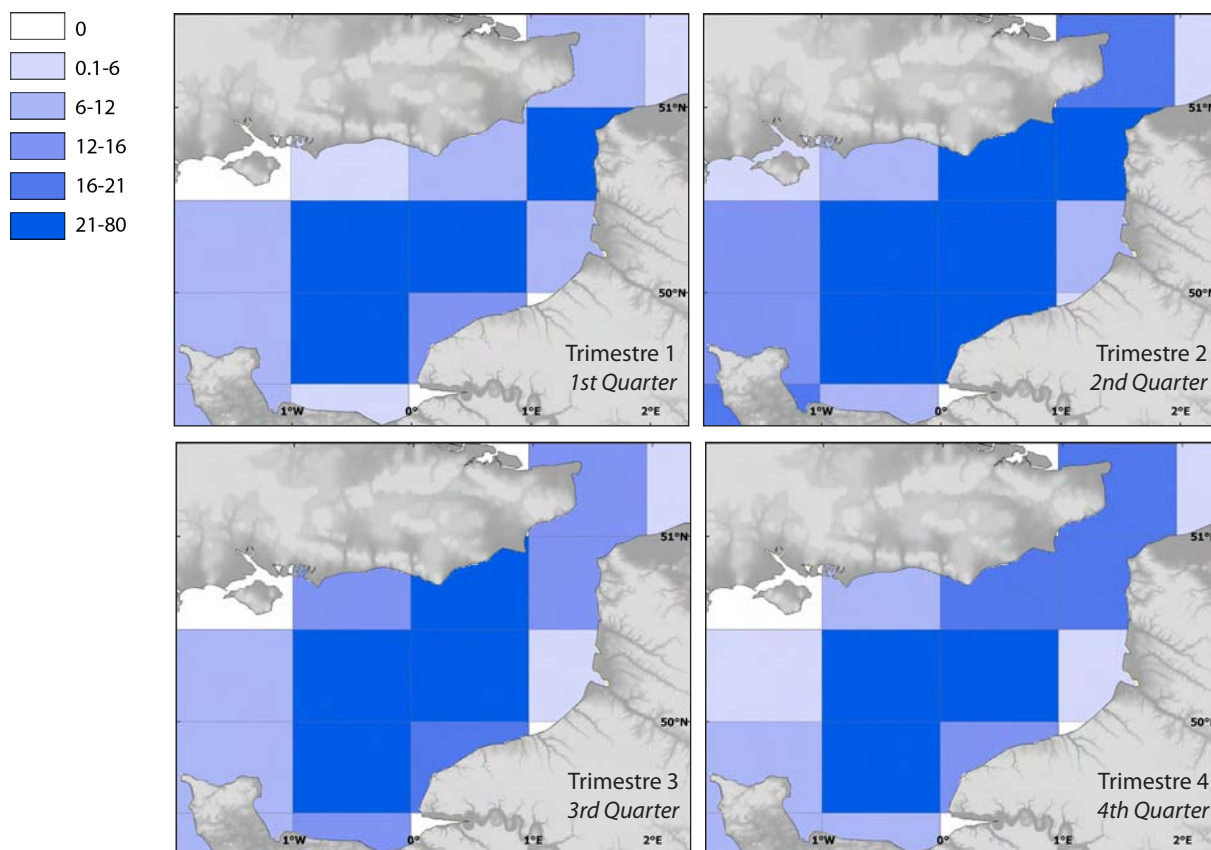 0
0.1-6
6-12
12-16
16-21
21-80
51°N
50°N
Trimestre 1
1st Quarter
1°W
0°
1°E
2°E
51°N
50°N
Trimestre 2
2nd Quarter
1°W
0°
1°E
2°E
51°N
50°N
Trimestre 3
3rd Quarter
1°W
0°
1°E
2°E
51°N
50°N
Trimestre 4
4th Quarter
1°W
0°
1°E
2°E